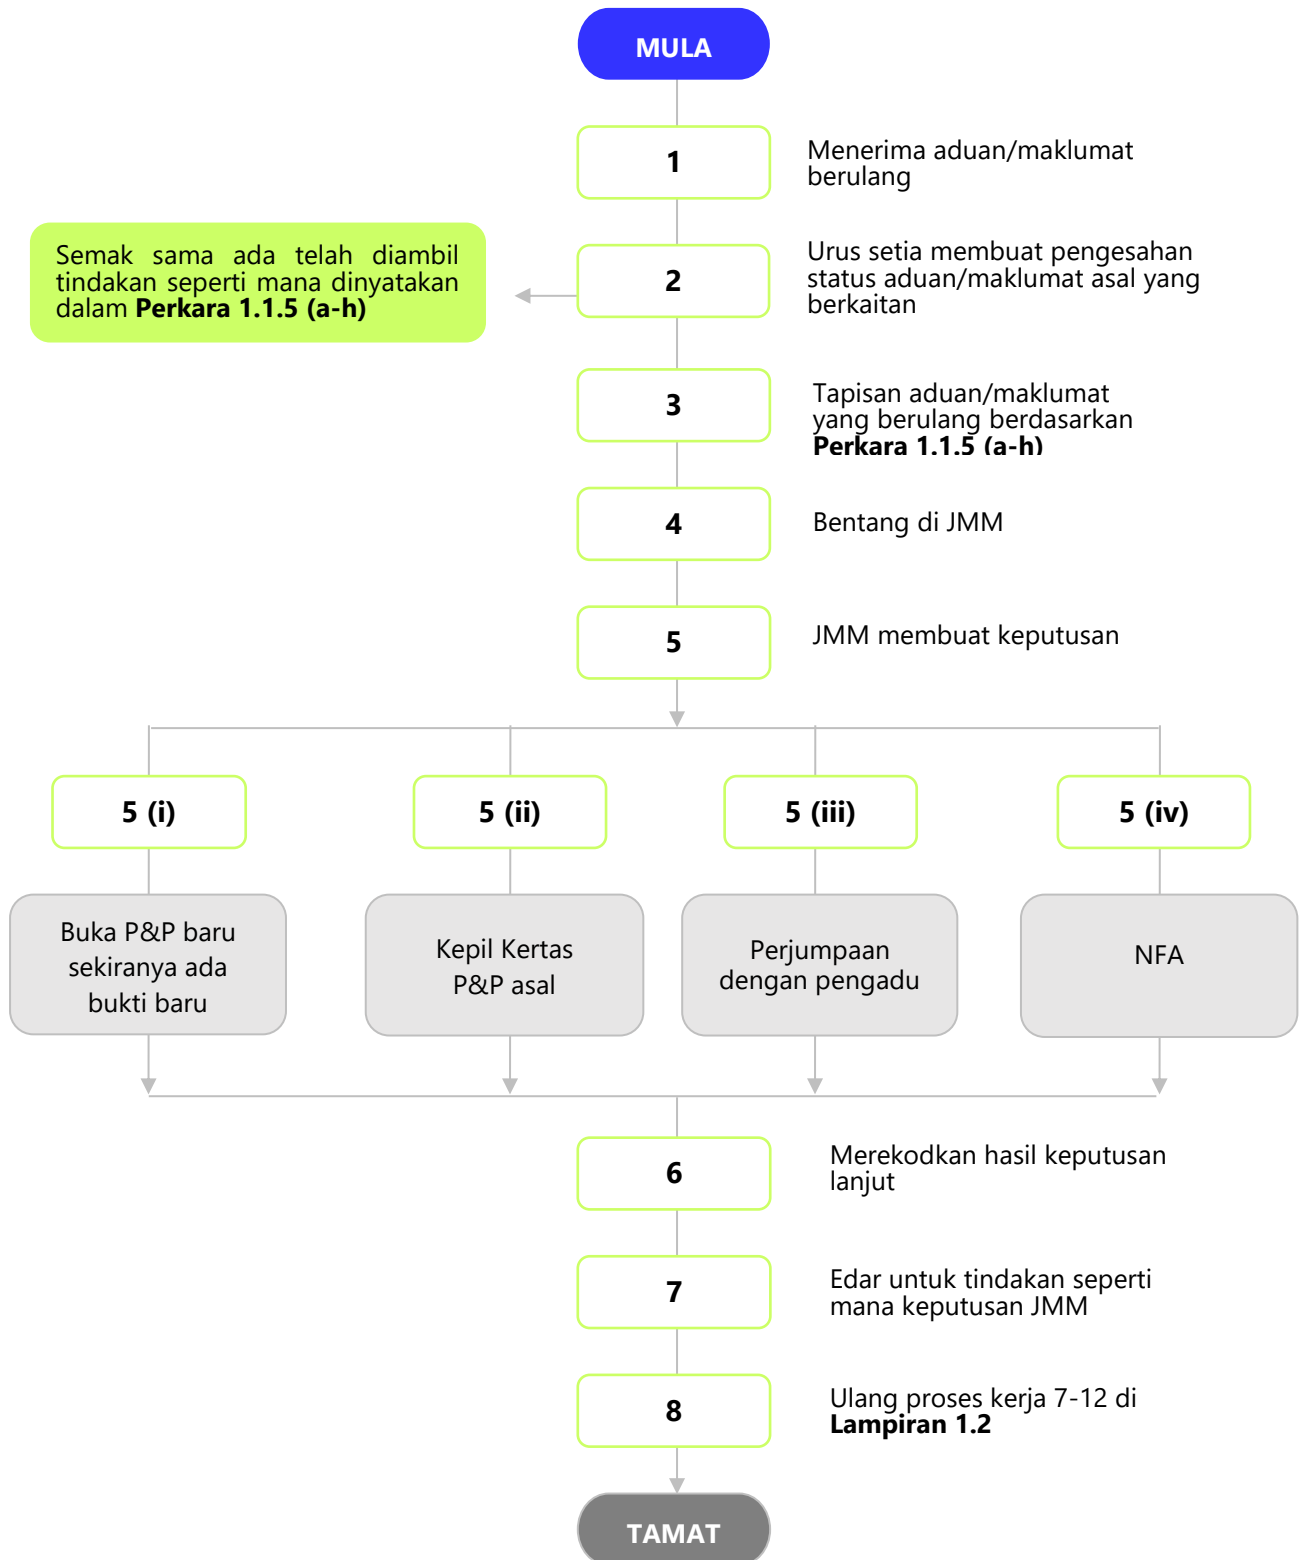 MULA
1
Menerima aduan/maklumat
berulang
Semak sama ada telah diambil
tindakan seperti mana dinyatakan
dalam Perkara 1.1.5 (a-h)
2
Urus setia membuat pengesahan
status aduan/maklumat asal yang
berkaitan
3
Tapisan aduan/maklumat
yang berulang berdasarkan
Perkara 1.1.5 (a-h)
4
Bentang di JMM
5
JMM membuat keputusan
5 (i)
5 (ii)
5 (iii)
5 (iv)
Buka P&P baru
sekiranya ada
bukti baru
Kepil Kertas
P&P asal
Perjumpaan
dengan pengadu
NFA
6
Merekodkan hasil keputusan
lanjut
7
Edar untuk tindakan seperti
mana keputusan JMM
8
Ulang proses kerja 7-12 di
Lampiran 1.2
TAMAT